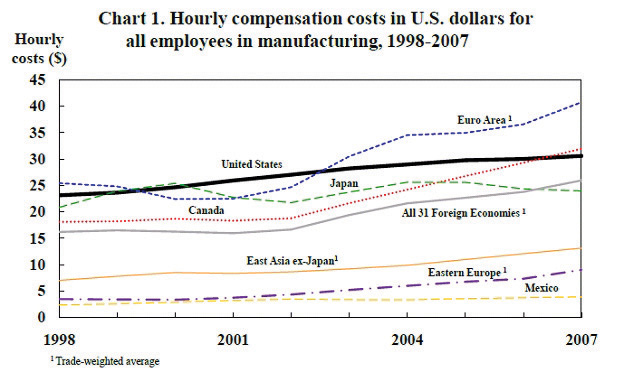 Chart 1. Hourly compensation costs in U.S. dollars for
all employees in manufacturing, 1998-2007
Hourly
costs ($)
45
40
35
30
25
20
15
10
5
0
Euro Area 1
United States
Japan
Canada
All 31 Foreign Economies 1
East Asia ex-Japan 1
Eastern Europe 1
Mexico
1998
2001
2004
2007
1 Trade-weighted average